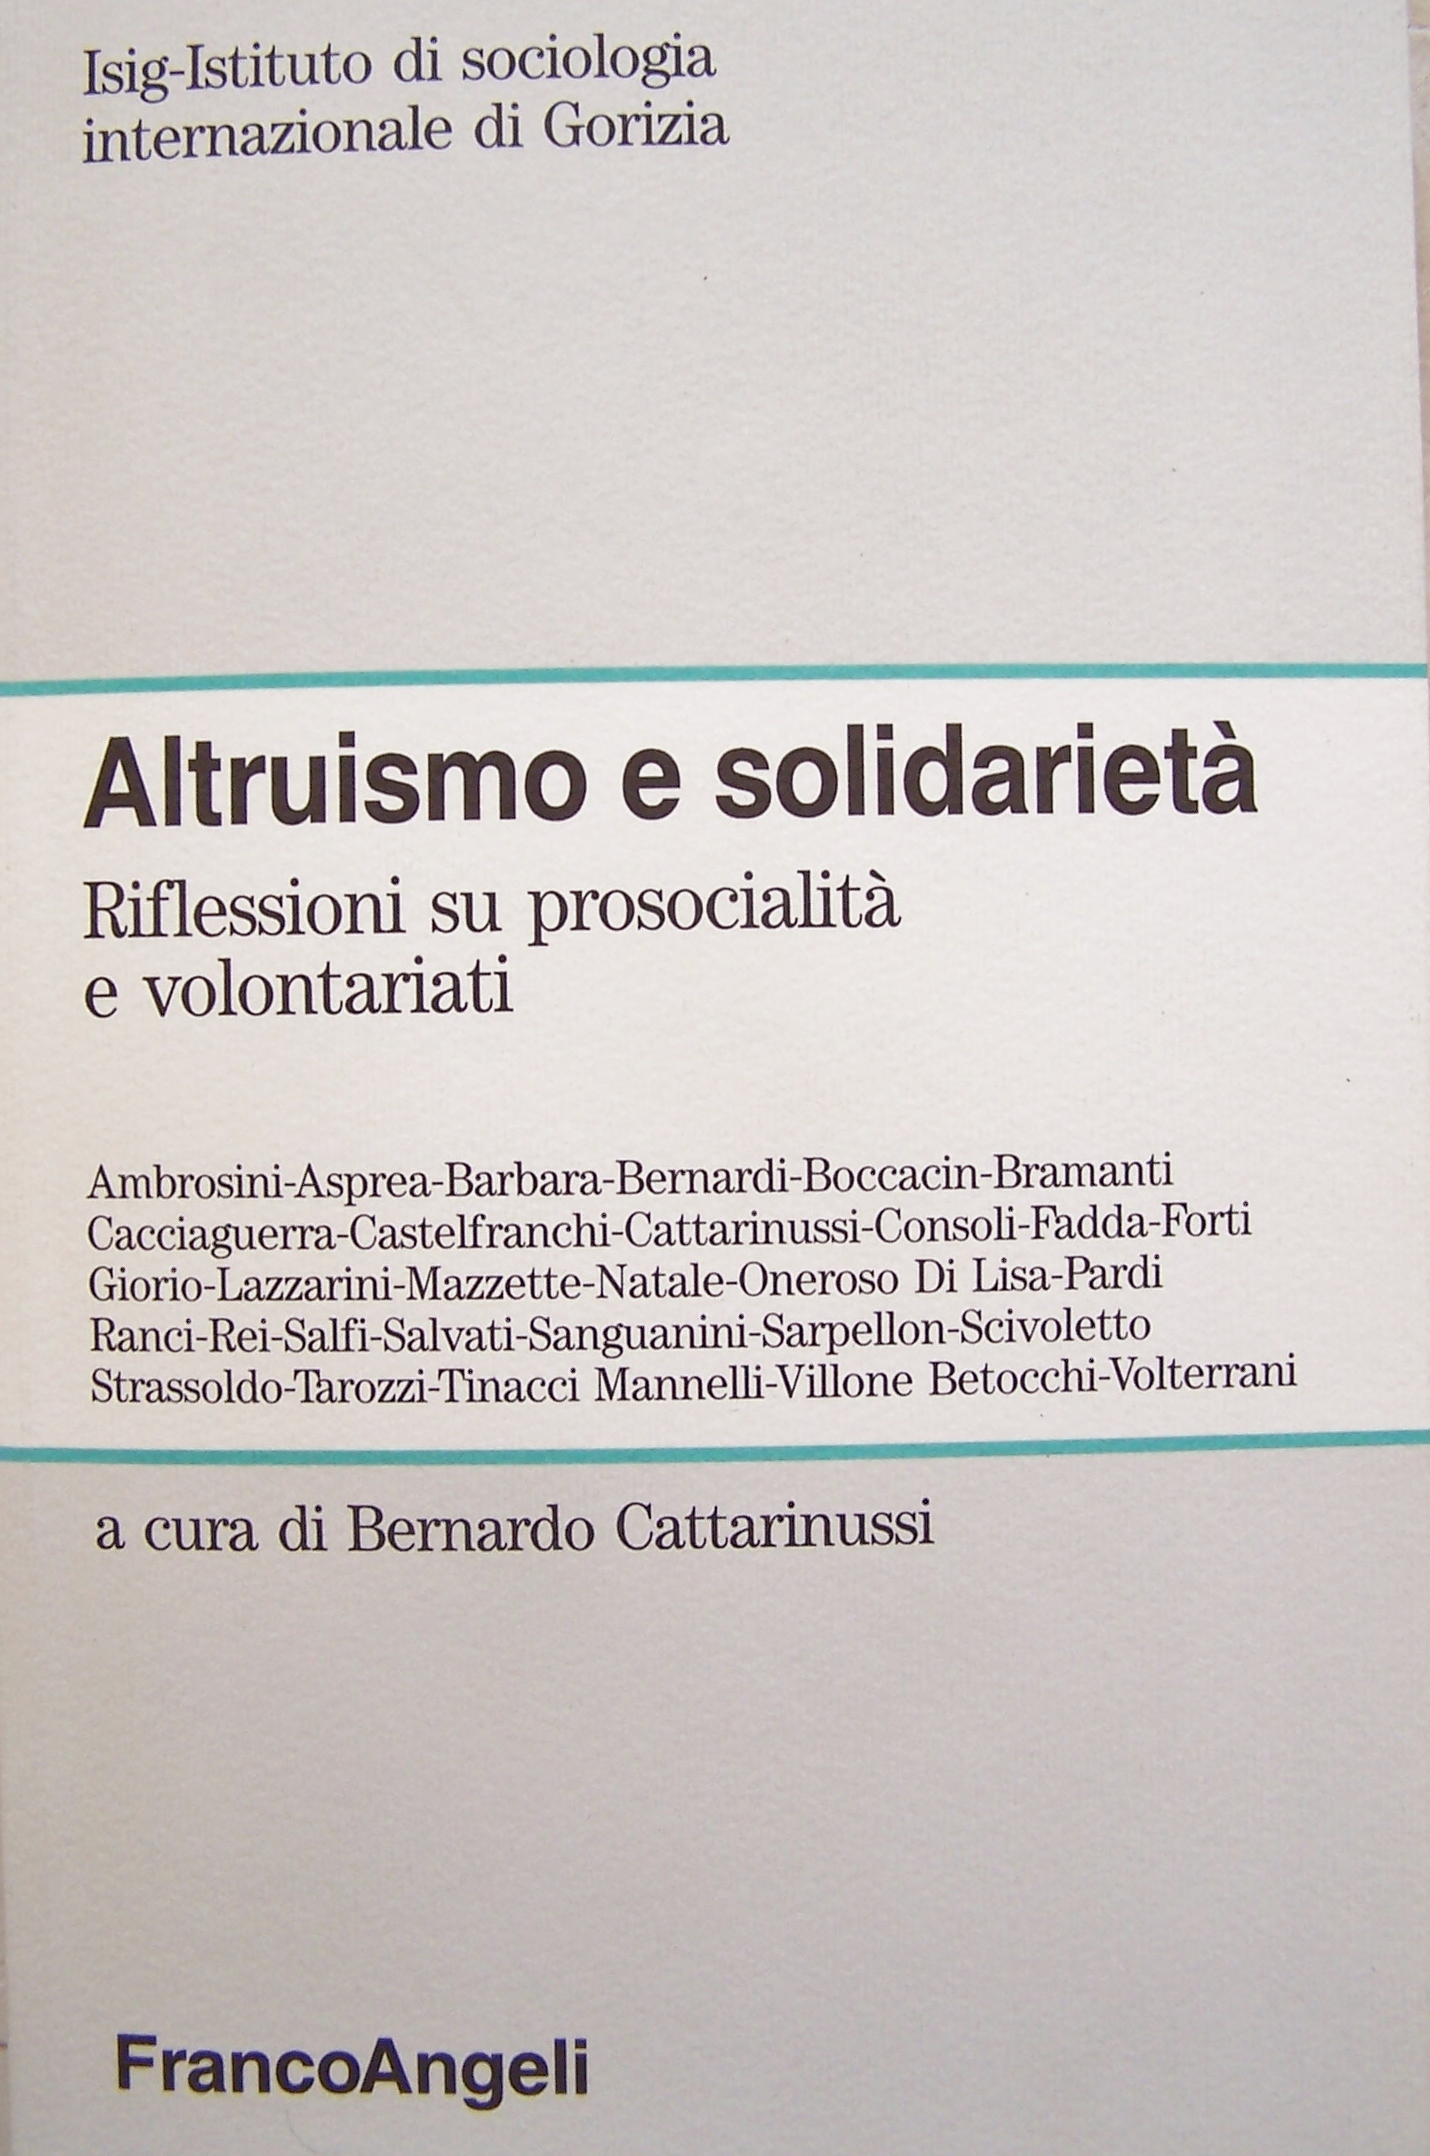 Isig-Istituto di sociologia
internazionale di Gorizia
Altruismo e solidarietà
Riflessioni su prosocialità
e volontariati
Ambrosini-Asprea-Barbara-Bernardi-Boccacin-Bramanti
Cacciaguerra-Castelfranchi-Cattarinussi-Consoli-Fadda-Forti
Giorio-Lazzarini-Mazzette-Natale-Oneroso Di Lisa-Pardi
Ranci-Rei-Salfi-Salvati-Sanguanini-Sarpellon-Scivoletto
Strassoldo-Tarozzi-Tinacci Mannelli-Villone Betocchi-Volterrani
a cura di Bernardo Cattarinussi
FrancoAngeli